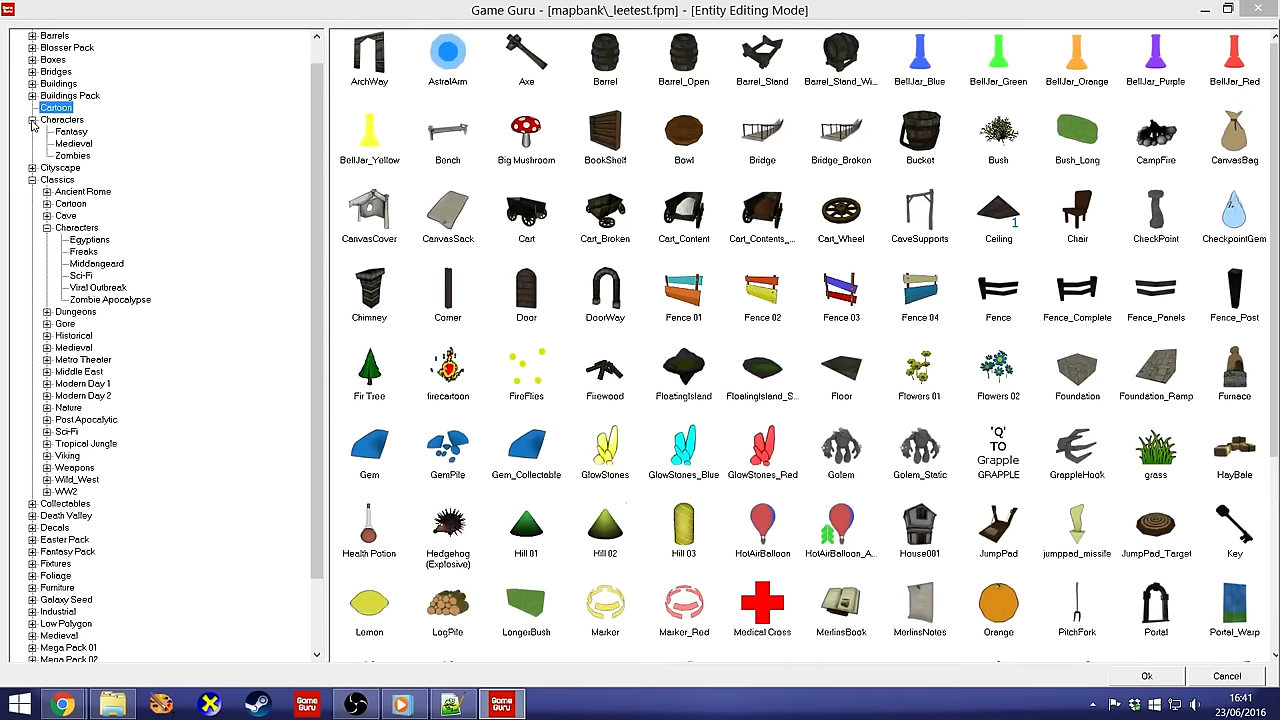 Game Guru - [mapbank\_leetest.fpm] - [Entity Editing Mode]
Barrels
Blosser Pack
Boxes
Bridges
Buildings
Buildings Pack
Cartoon
Characters
Fantasy
Medieval
Zombies
Cityscape
Classics
Ancient Rome
Cartoon
Cave
Characters
Egyptians
Freaks
Middangeard
Sci-Fi
Viral Outbreak
Zombie Apocalypse
Dungeons
Gore
Historical
Medieval
Metro Theater
Middle East
Modern Day 1
Modern Day 2
Nature
Post Apocalyptic
Sci-Fi
Tropical Jungle
Viking
Weapons
Wild_West
WW2
Collectables
Death Valley
Decals
Easter Pack
Fantasy Pack
Fixtures
Foliage
Furniture
Galaxy Seed
Industrial
Low Polygon
Medieval
Mega Pack 01
Mega Pack 02
ArchWay AstralArm Axe Barrel Barrel_Open Barrel_Stand Barrel_Stand_Wi... BellJar_Blue BellJar_Green BellJar_Orange BellJar_Purple BellJar_Red
BellJar_Yellow Bench Big Mushroom BookShelf Bowl Bridge Bridge_Broken Bucket Bush Bush_Long CampFire CanvasBag
1
CanvasCover CanvasSack Cart Cart_Broken Cart_Content Cart_Contents_... Cart_Wheel CaveSupports Ceiling Chair CheckPoint CheckpointGem
Chimney Corner Door DoorWay Fence 01 Fence 02 Fence 03 Fence 04 Fence Fence_Complete Fence_Panels Fence_Post
Fir Tree firecartoon FireFlies Firewood FloatingIsland FloatingIsland_S... Floor Flowers 01 Flowers 02 Foundation Foundation_Ramp Furnace
'Q'
TO
Grapple
Gem GemPile Gem_Collectable GlowStones GlowStones_Blue GlowStones_Red Golem Golem_Static GRAPPLE GrappleHook grass HayBale
Health Potion Hedgehog Hill 01 Hill 02 Hill 03 HotAirBalloon HotAirBalloon_A... House001 JumpPad jumppad_missile JumpPad_Target Key
(Explosive)
Lemon LogPile LongerBush Marker Marker_Red Medical Cross MerlinsBook MerlinsNotes Orange PitchFork Portal Portal_Warp
Ok Cancel
GAME
GURU
GAME
GURU
16:41
23/06/2016